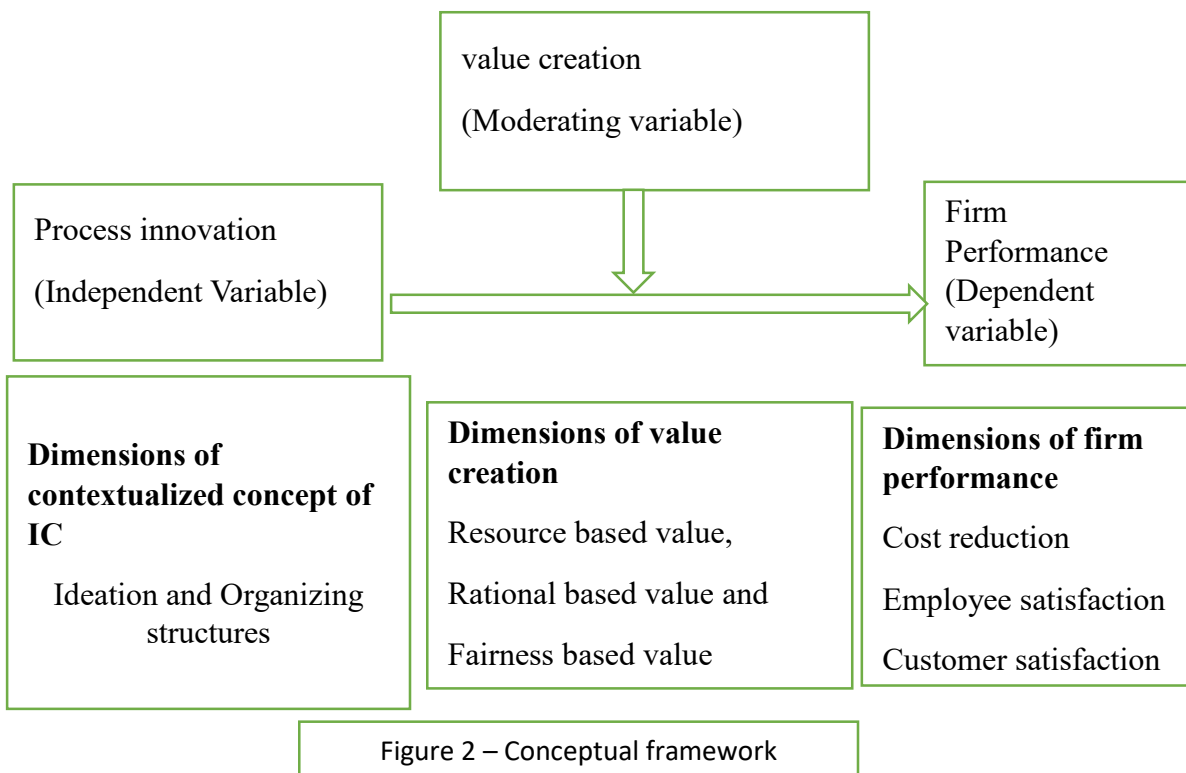 value creation
(Moderating variable)
Process innovation
(Independent Variable)
Firm
Performance
(Dependent
variable)
Dimensions of
contextualized concept of
IC
Ideation and Organizing
structures
Dimensions of value
creation
Resource based value,
Rational based value and
Fairness based value
Dimensions of firm
performance
Cost reduction
Employee satisfaction
Customer satisfaction
Figure 2 – Conceptual framework